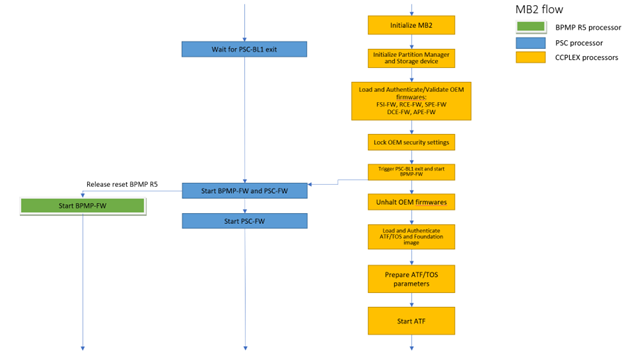 MB2 flow
BPMP R5 processor
PSC processor
CCPLEX processors
Initialize MB2
Wait for PSC-BL1 exit
Initialize Partition Manager
and Storage device
Load and Authenticate/Validate OEM
firmwares:
FSI-FW, RCE-FW, SPE-FW
DCE-FW, APE-FW
Lock OEM security settings
Trigger PSC-BL1 exit and start
BPMP-FW
Release reset BPMP R5
Start BPMP-FW and PSC-FW
Start BPMP-FW
Unhalt OEM firmwares
Start PSC-FW
Load and Authenticate
ATF/TOS and Foundation
image
Prepare ATF/TOS
parameters
Start ATF